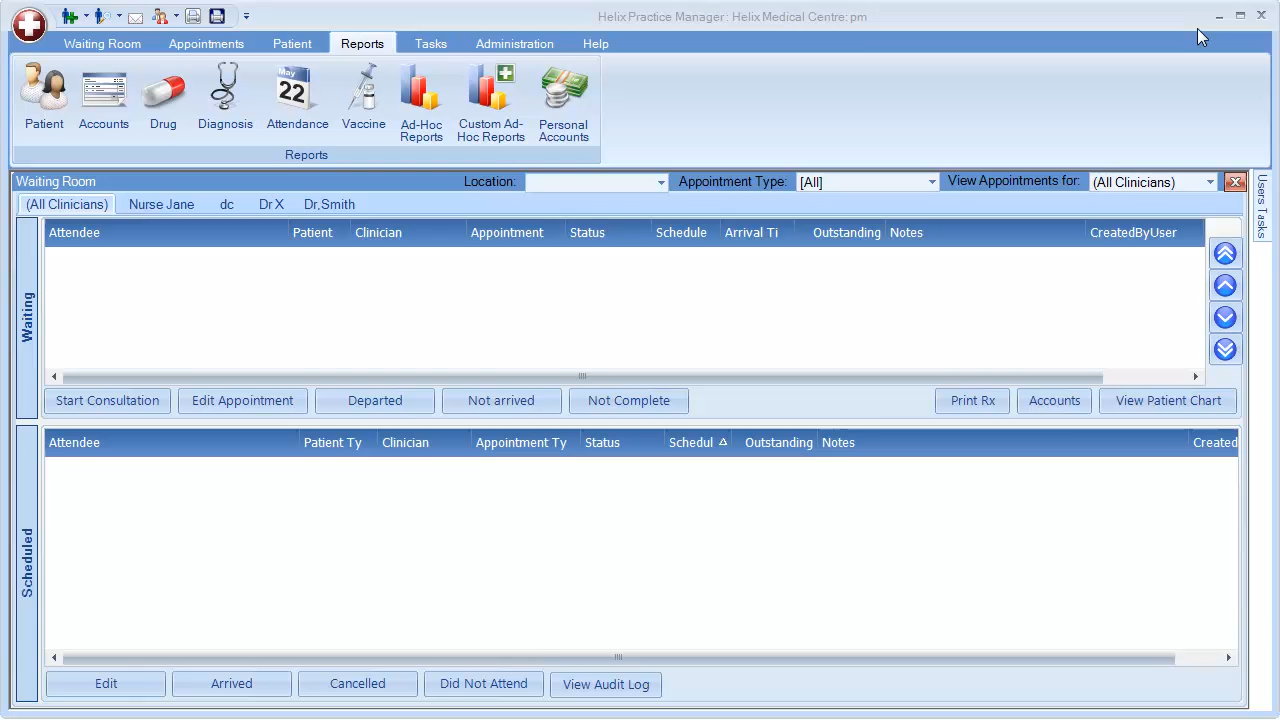 Helix Practice Manager: Helix Medical Centre: pm
Waiting Room Appointments Patient Reports Tasks Administration Help
May
22
Patient Accounts Drug Diagnosis Attendance Vaccine Ad-Hoc Reports Custom Ad-Hoc Reports Personal Accounts
Reports
Waiting Room Location: Appointment Type: [All] View Appointments for: (All Clinicians)
Users Tasks
(All Clinicians) Nurse Jane dc Dr X Dr.Smith
Attendee Patient Clinician Appointment Status Schedule Arrival Ti Outstanding Notes CreatedByUser
Waiting
Start Consultation Edit Appointment Departed Not arrived Not Complete Print Rx Accounts View Patient Chart
Attendee Patient Ty Clinician Appointment Ty Status Schedul Outstanding Notes Created
Scheduled
Edit Arrived Cancelled Did Not Attend View Audit Log